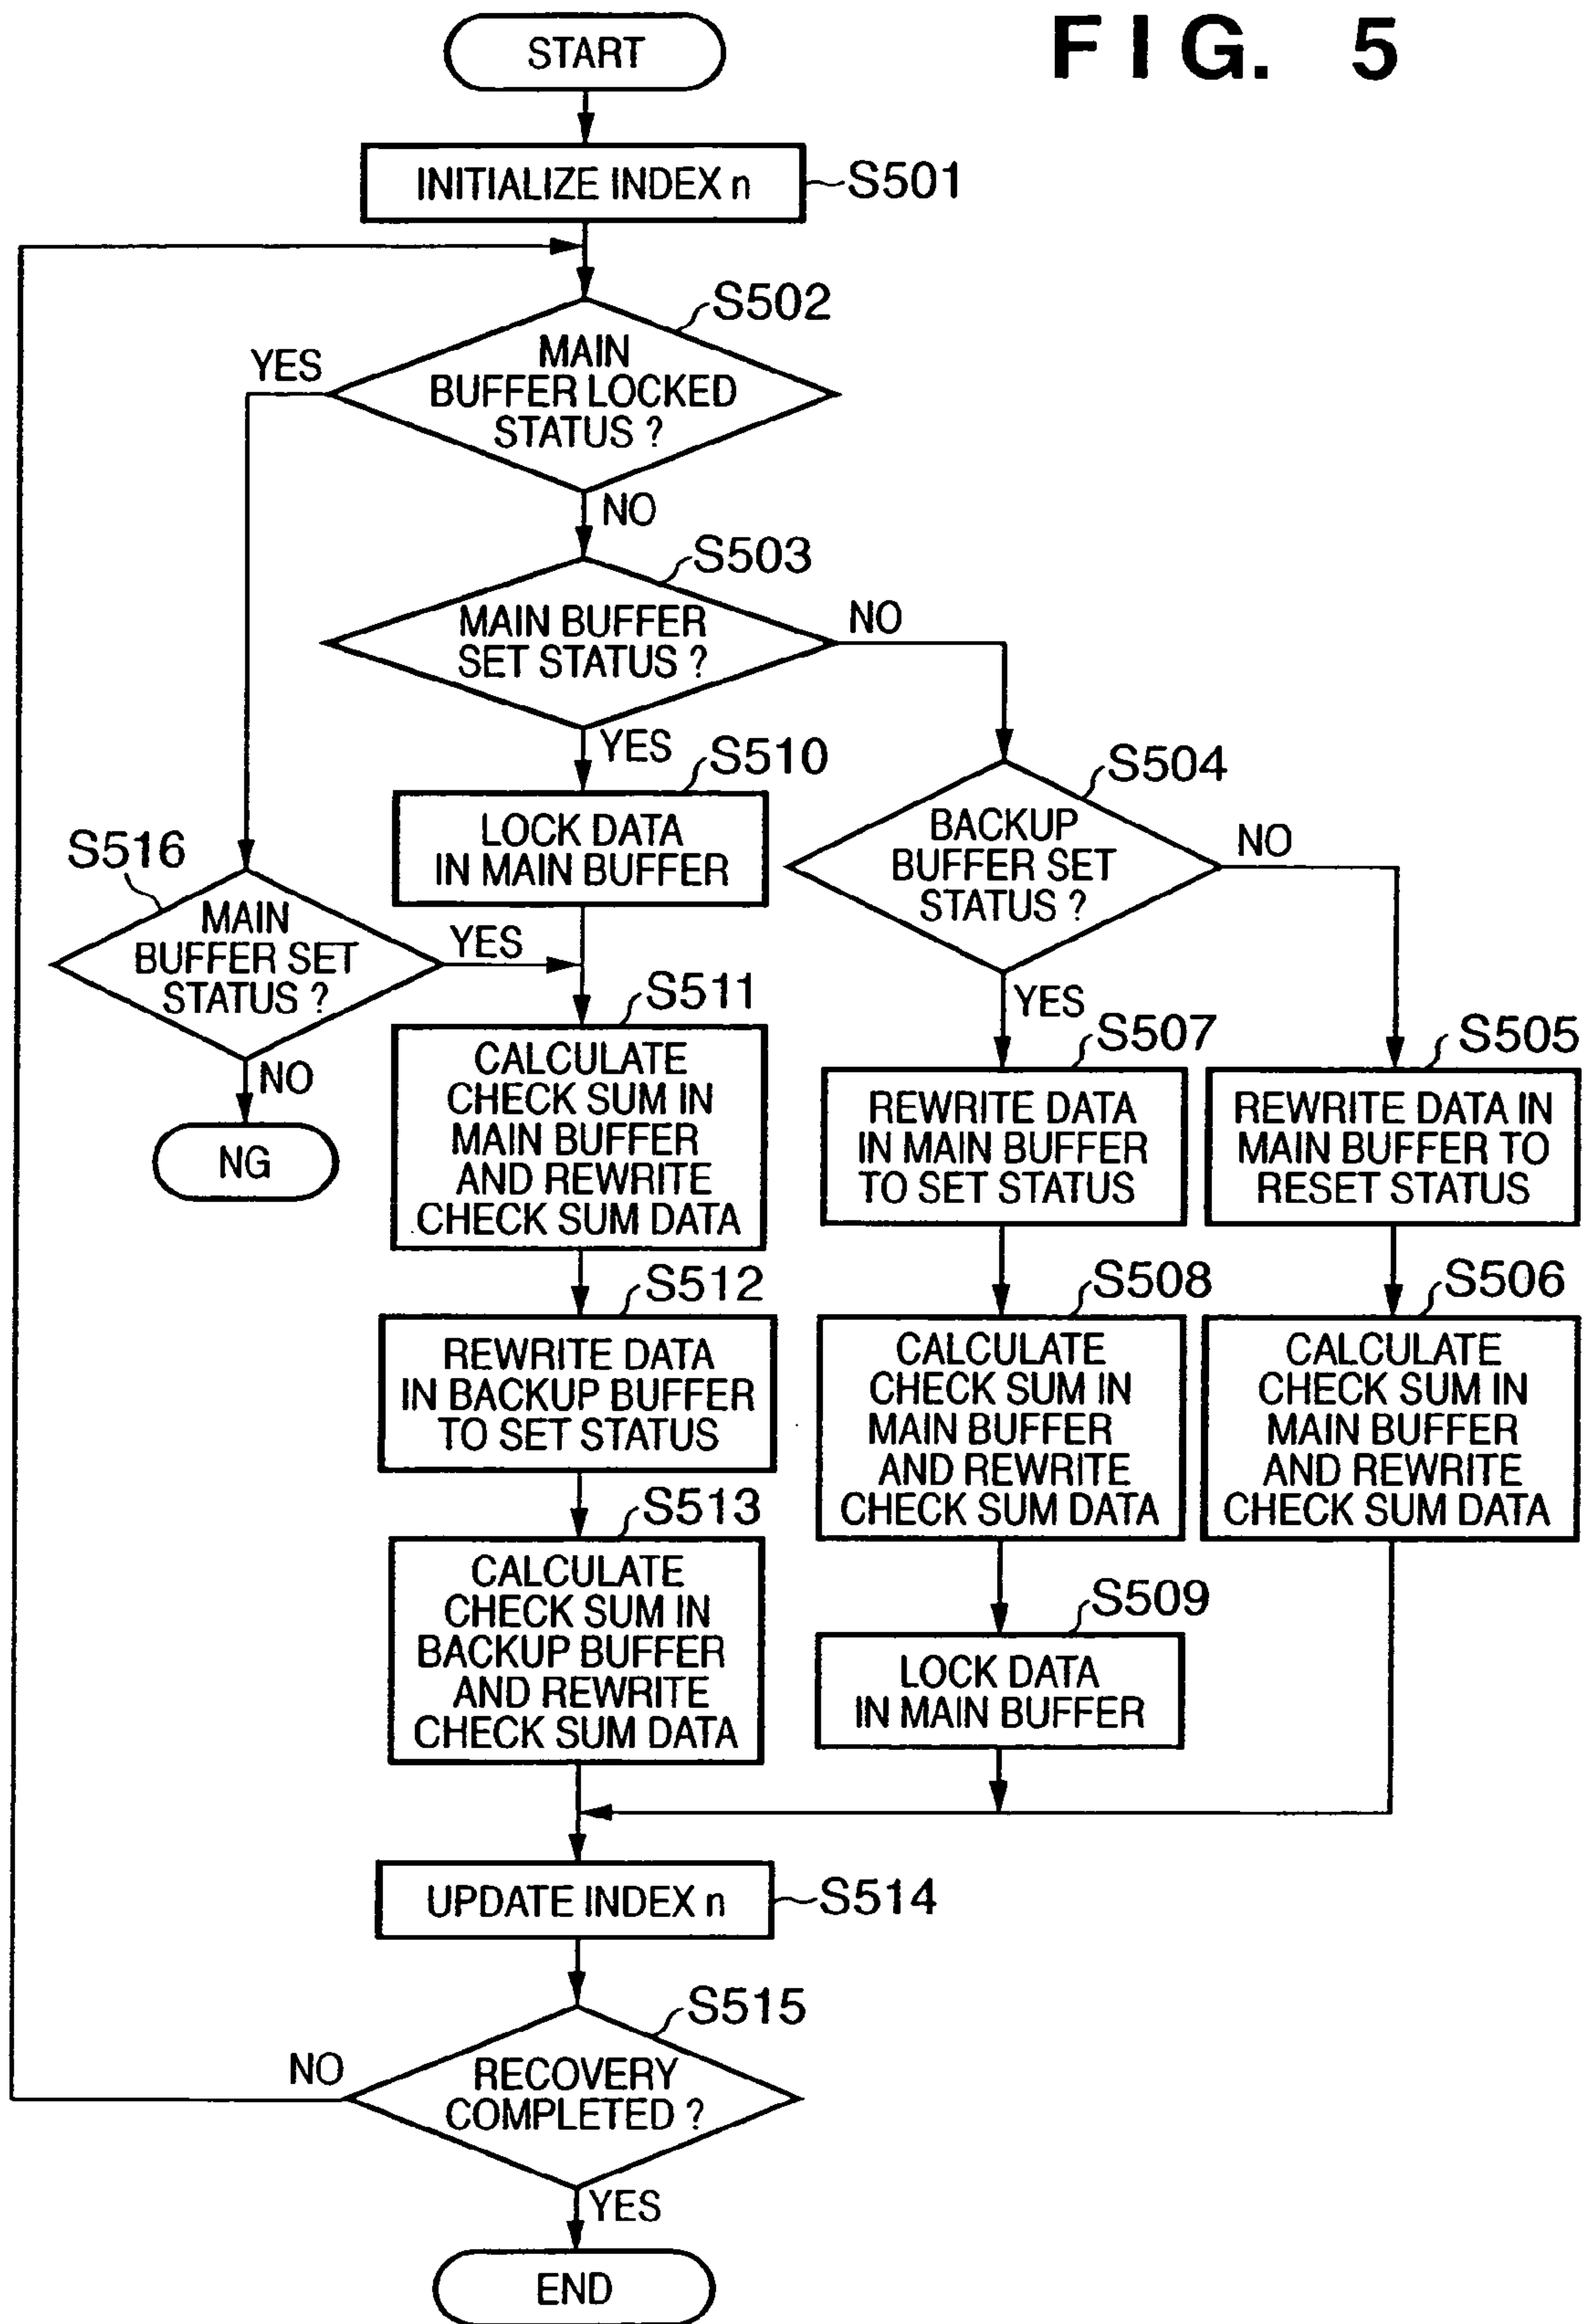 FIG. 5
START
INITIALIZE INDEX n
S501
S502
MAIN
BUFFER LOCKED
STATUS ?
YES
NO
S503
MAIN BUFFER
SET STATUS ?
NO
YES
S510
LOCK DATA
IN MAIN BUFFER
S504
BACKUP
BUFFER SET
STATUS ?
NO
YES
S516
MAIN
BUFFER SET
STATUS ?
YES
NO
NG
S511
CALCULATE
CHECK SUM IN
MAIN BUFFER
AND REWRITE
CHECK SUM DATA
S507
REWRITE DATA
IN MAIN BUFFER
TO SET STATUS
S505
REWRITE DATA IN
MAIN BUFFER TO
RESET STATUS
S512
REWRITE DATA
IN BACKUP BUFFER
TO SET STATUS
S508
CALCULATE
CHECK SUM IN
MAIN BUFFER
AND REWRITE
CHECK SUM DATA
S506
CALCULATE
CHECK SUM IN
MAIN BUFFER
AND REWRITE
CHECK SUM DATA
S513
CALCULATE
CHECK SUM IN
BACKUP BUFFER
AND REWRITE
CHECK SUM DATA
S509
LOCK DATA
IN MAIN BUFFER
UPDATE INDEX n
S514
S515
RECOVERY
COMPLETED ?
NO
YES
END